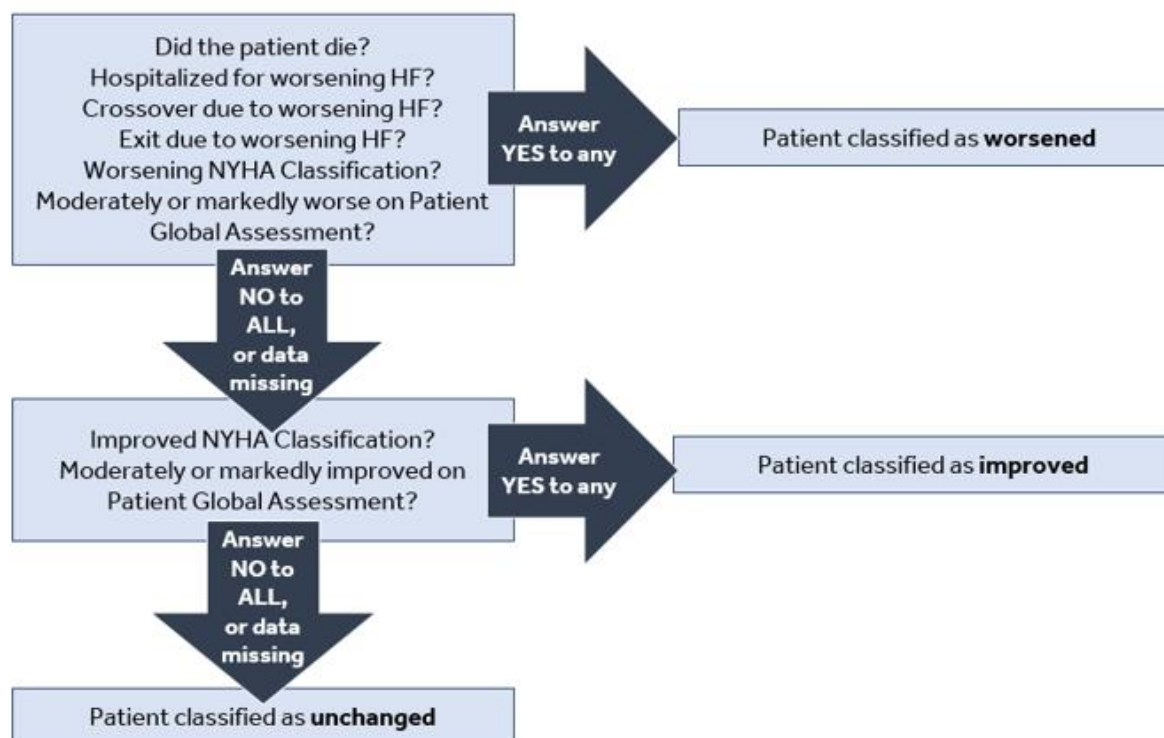 Did the patient die?
Hospitalized for worsening HF?
Crossover due to worsening HF?
Exit due to worsening HF?
Worsening NYHA Classification?
Moderately or markedly worse on Patient
Global Assessment?
Answer
YES to any
Patient classified as worsened
Answer
NO to
ALL,
or data
missing
Improved NYHA Classification?
Moderately or markedly improved on
Patient Global Assessment?
Answer
YES to any
Patient classified as improved
Answer
NO to
ALL,
or data
missing
Patient classified as unchanged